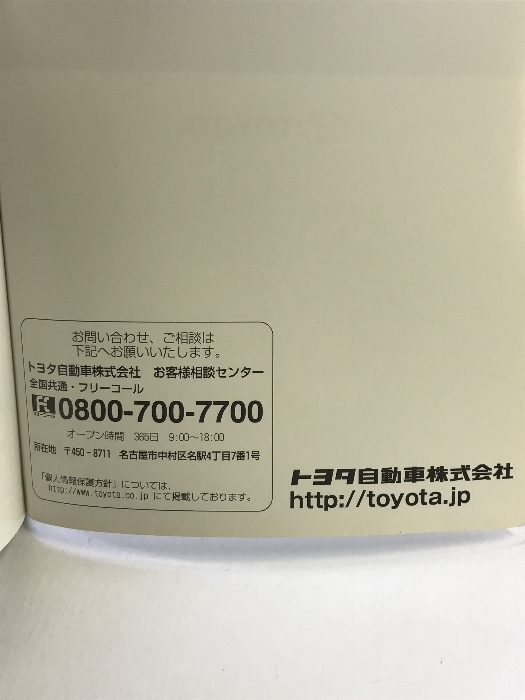 お問い合わせ、ご相談は
下記へお願いいたします。
トヨタ自動車株式会社 お客様相談センター
全国共通・フリーコール
フリーコール 0800-700-7700
オープン時間 365日 9:00〜18:00
所在地 〒450-8711 名古屋市中村区名駅4丁目7番1号
「個人情報保護方針」については、
http://www.toyota.co.jp にて掲載しております。
トヨタ自動車株式会社
http://toyota.jp